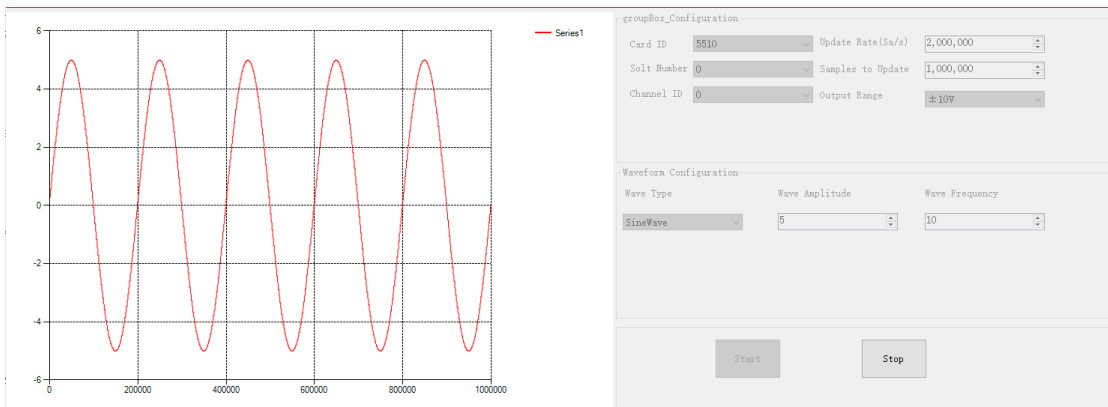 6
4
2
0
-2
-4
-6
0
200000
400000
600000
800000
1000000
Series1
groupBox_Configuration
Card ID 5510 Update Rate(Sa/s) 2,000,000
Solt Number 0 Samples to Update 1,000,000
Channel ID 0 Output Range ±10V
Waveform Configuration
Wave Type Wave Amplitude Wave Frequency
SineWave 5 10
Start Stop